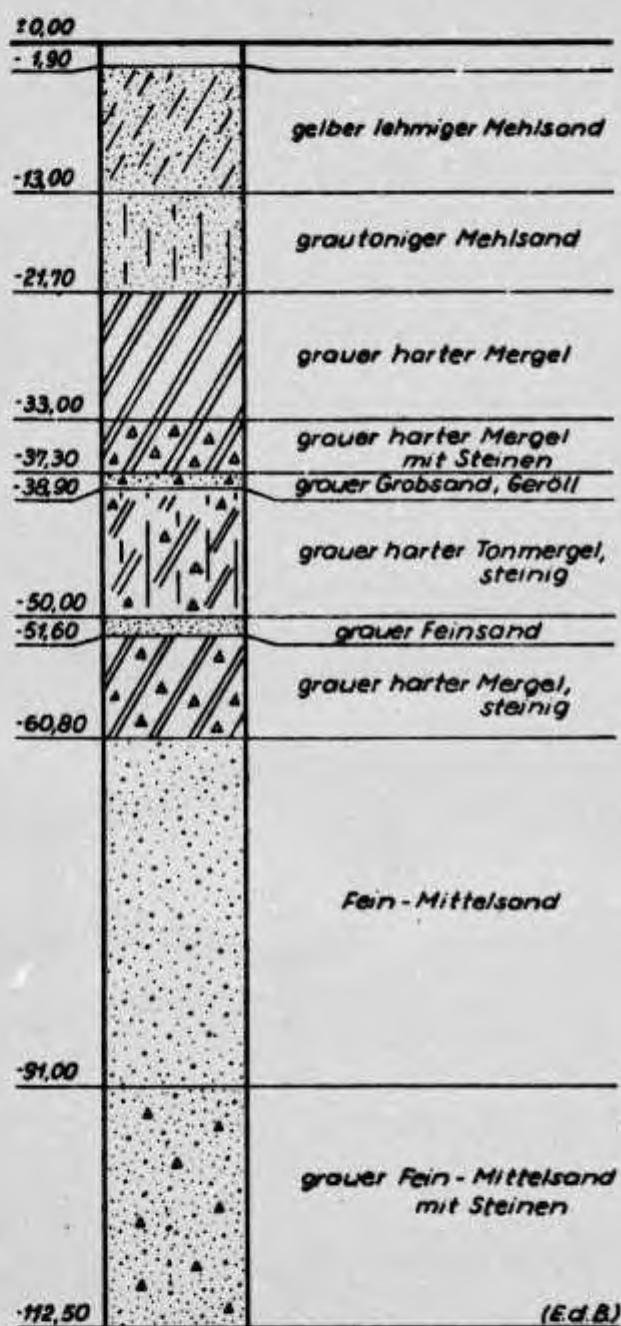 ±0,00
- 1,90
gelber lehmiger Mehlsand
-13,00
grautoniger Mehlsand
-21,70
grauer harter Mergel
-33,00
grauer harter Mergel
mit Steinen
-37,30
grauer Grobsand, Geröll
-38,90
grauer harter Tonmergel,
steinig
-50,00
grauer Feinsand
-51,60
grauer harter Mergel,
steinig
-60,80
Fein-Mittelsand
-91,00
grauer Fein-Mittelsand
mit Steinen
-112,50
(E.d.B.)